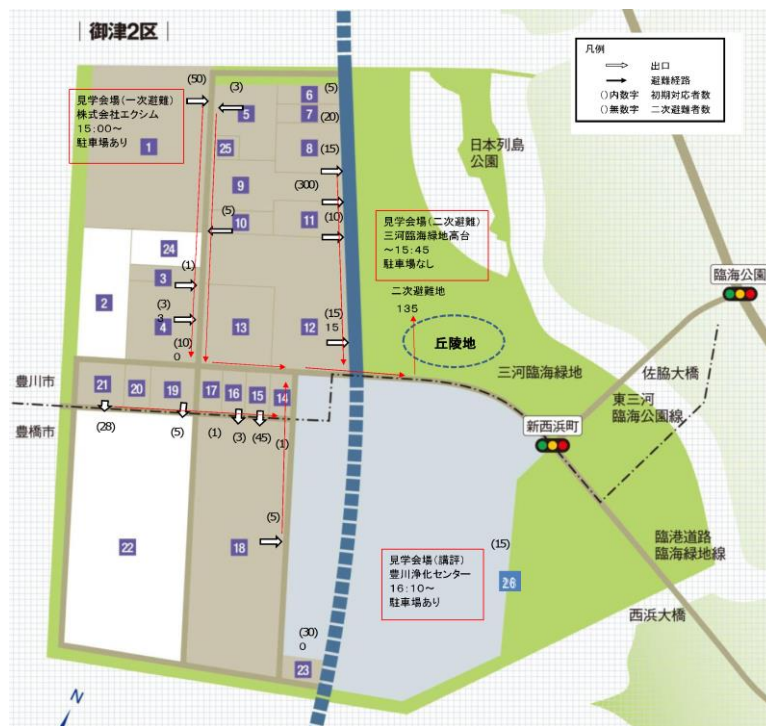 | 御津2区 |
凡例
出口
避難経路
()内数字 初期対応者数
()無数字 二次避難者数
見学会場(一次避難)
株式会社エクシム
15:00~
駐車場あり
1
(50)
(3)
5
6
(5)
7
(20)
25
8
(15)
9
(300)
(5)
10
11
(10)
24
(1)
3
2
(3)
3
4
(10)
0
13
12
(15)
15
日本列島
公園
見学会場(二次避難)
三河臨海緑地高台
~15:45
駐車場なし
二次避難地
135
丘陵地
臨海公園
三河臨海緑地
佐脇大橋
東三河
臨海公園線
新西浜町
豊川市
豊橋市
21
20
19
17
16
15
14
(28)
(5)
(1)
(3)
(45)
(1)
22
18
(5)
見学会場(講評)
豊川浄化センター
16:10~
駐車場あり
(15)
26
臨港道路
臨海緑地線
西浜大橋
(30)
0
23
N